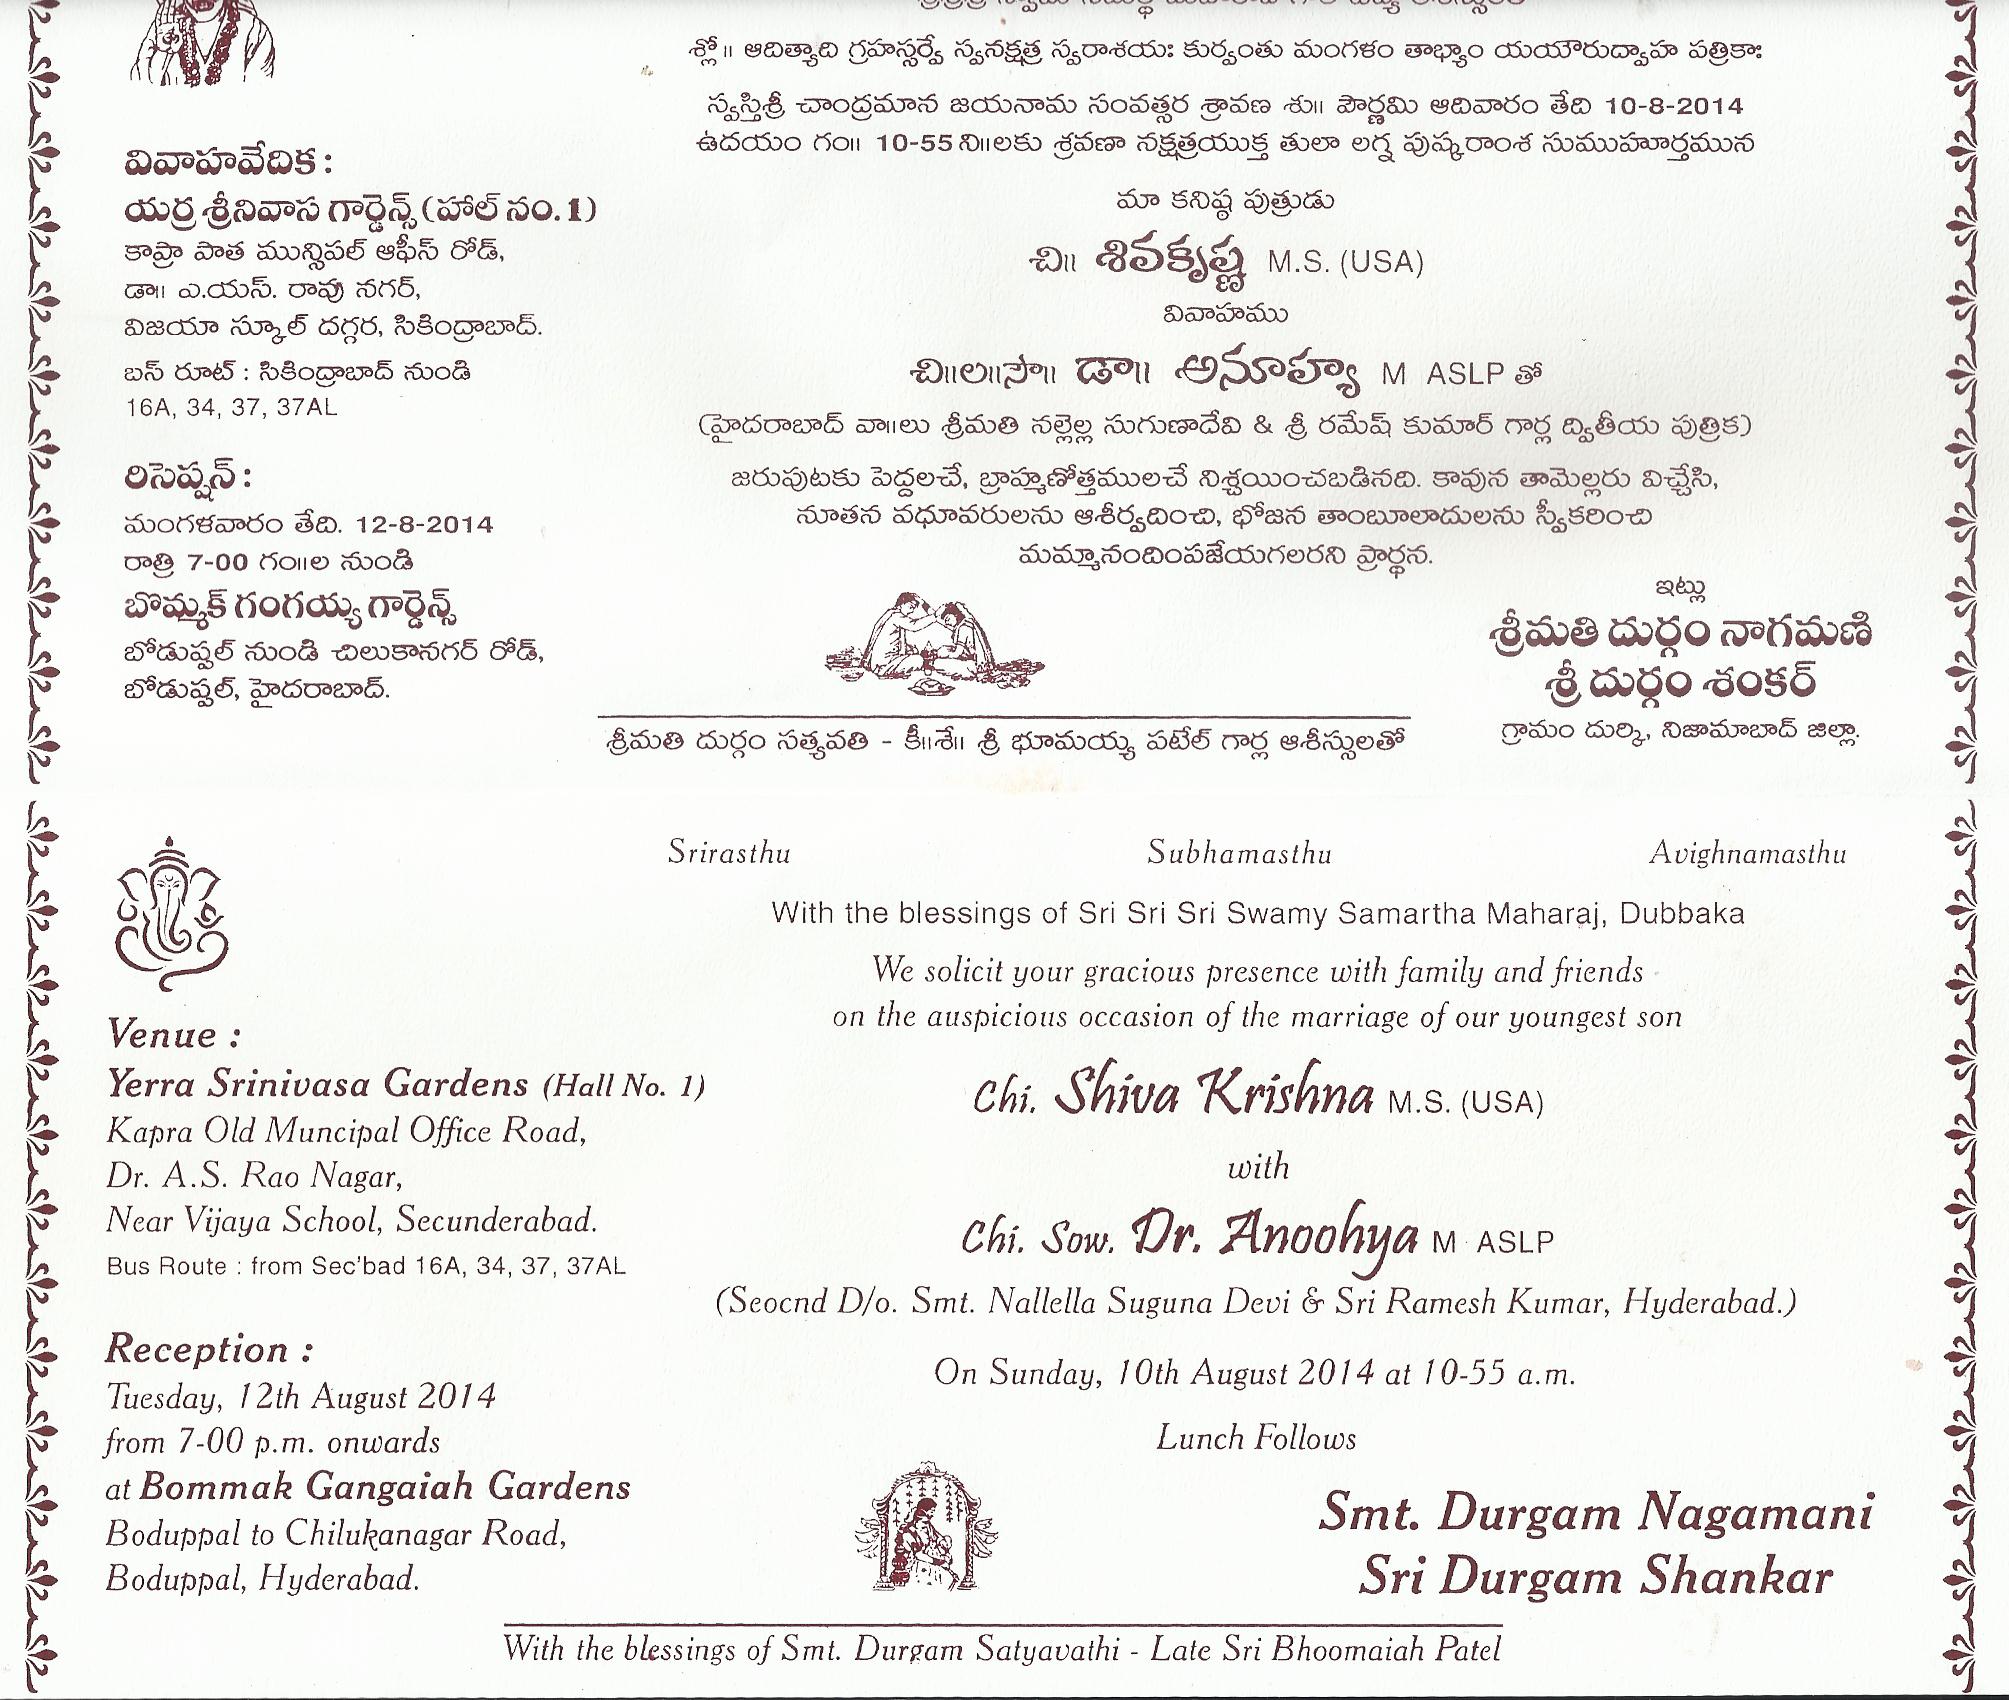 శ్లో॥ ఆదిత్యాది గ్రహస్సర్వే స్వనక్షత్ర స్వరాశయః కుర్వంతు మంగళం తాభ్యాం యయౌరుద్వాహ పత్రికాః
స్వస్తిశ్రీ చాంద్రమాన జయనామ సంవత్సర శ్రావణ శు॥ పౌర్ణమి ఆదివారం తేది 10-8-2014
ఉదయం గం॥ 10-55 ని॥లకు శ్రవణా నక్షత్రయుక్త తులా లగ్న పుష్కరాంశ సుముహూర్తమున
మా కనిష్ఠ పుత్రుడు
చి॥ శివకృష్ణ M.S. (USA)
వివాహము
చి॥ల॥సౌ॥ డా॥ అనూహ్య M ASLP తో
(హైదరాబాద్ వా॥లు శ్రీమతి నల్లెల్ల సుగుణాదేవి & శ్రీ రమేష్ కుమార్ గార్ల ద్వితీయ పుత్రిక)
జరుపుటకు పెద్దలచే, బ్రాహ్మణోత్తములచే నిశ్చయించబడినది. కావున తామెల్లరు విచ్చేసి,
నూతన వధూవరులను ఆశీర్వదించి, భోజన తాంబూలాదులను స్వీకరించి
మమ్మానందింపజేయగలరని ప్రార్థన.
ఇట్లు
శ్రీమతి దుర్గం నాగమణి
శ్రీ దుర్గం శంకర్
గ్రామం దుర్కి, నిజామాబాద్ జిల్లా.
వివాహవేదిక :
యర్ర శ్రీనివాస గార్డెన్స్ (హాల్ నం. 1)
కాప్రా పాత మున్సిపల్ ఆఫీస్ రోడ్,
డా॥ ఎ.యస్. రావు నగర్,
విజయా స్కూల్ దగ్గర, సికింద్రాబాద్.
బస్ రూట్ : సికింద్రాబాద్ నుండి
16A, 34, 37, 37AL
రిసెప్షన్ :
మంగళవారం తేది. 12-8-2014
రాత్రి 7-00 గం॥ల నుండి
బొమ్మక్ గంగయ్య గార్డెన్స్
బోడుప్పల్ నుండి చిలుకానగర్ రోడ్,
బోడుప్పల్, హైదరాబాద్.
శ్రీమతి దుర్గం సత్యవతి - కీ॥శే॥ శ్రీ భూమయ్య పటేల్ గార్ల ఆశీస్సులతో
Srirasthu Subhamasthu Avighnamasthu
With the blessings of Sri Sri Sri Swamy Samartha Maharaj, Dubbaka
We solicit your gracious presence with family and friends
on the auspicious occasion of the marriage of our youngest son
Chi. Shiva Krishna M.S. (USA)
with
Chi. Sow. Dr. Anoohya M ASLP
(Seocnd D/o. Smt. Nallella Suguna Devi & Sri Ramesh Kumar, Hyderabad.)
On Sunday, 10th August 2014 at 10-55 a.m.
Lunch Follows
Smt. Durgam Nagamani
Sri Durgam Shankar
Venue :
Yerra Srinivasa Gardens (Hall No. 1)
Kapra Old Muncipal Office Road,
Dr. A.S. Rao Nagar,
Near Vijaya School, Secunderabad.
Bus Route : from Sec'bad 16A, 34, 37, 37AL
Reception :
Tuesday, 12th August 2014
from 7-00 p.m. onwards
at Bommak Gangaiah Gardens
Boduppal to Chilukanagar Road,
Boduppal, Hyderabad.
With the blessings of Smt. Durgam Satyavathi - Late Sri Bhoomaiah Patel